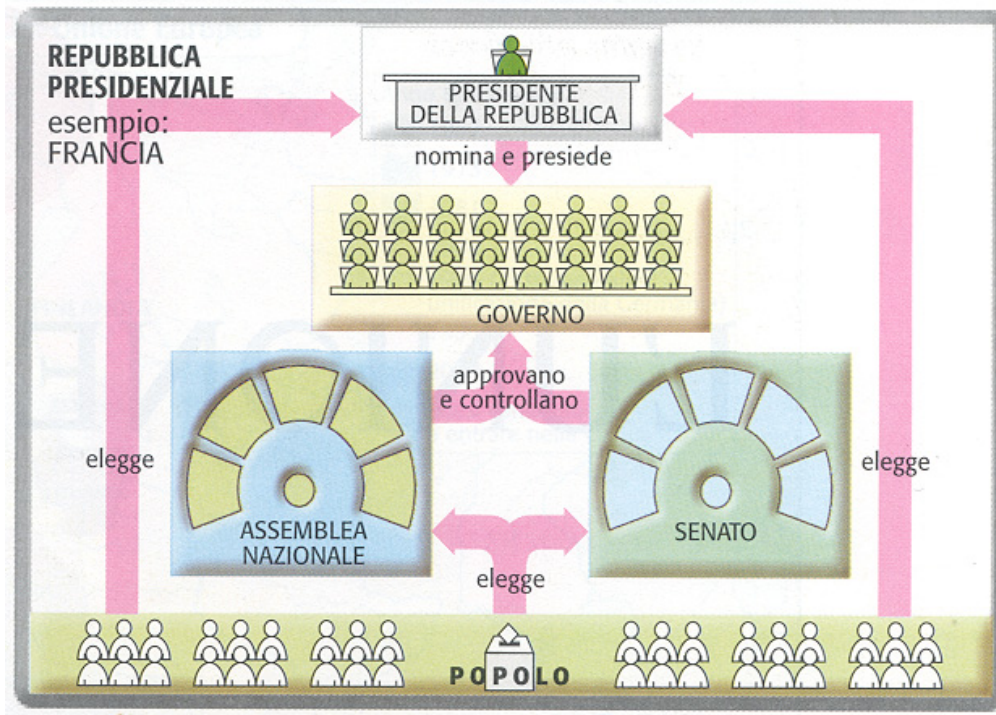 REPUBBLICA
PRESIDENZIALE
esempio:
FRANCIA
PRESIDENTE
DELLA REPUBBLICA
nomina e presiede
GOVERNO
approvano
e controllano
elegge
elegge
ASSEMBLEA
NAZIONALE
SENATO
elegge
POPOLO